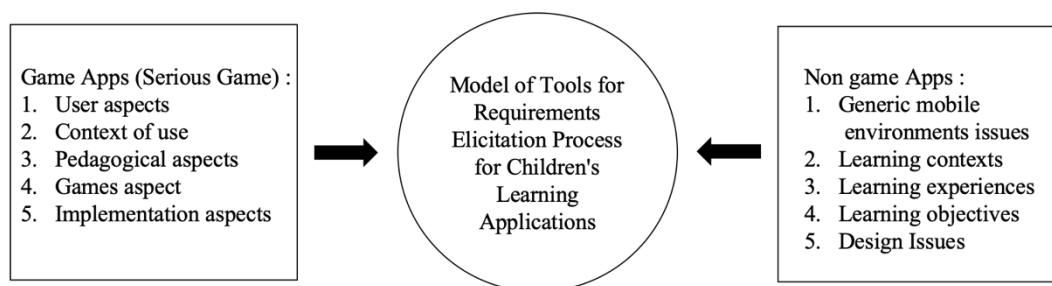 Game Apps (Serious Game) :
1. User aspects
2. Context of use
3. Pedagogical aspects
4. Games aspect
5. Implementation aspects
Model of Tools for
Requirements
Elicitation Process
for Children's
Learning
Applications
Non game Apps :
1. Generic mobile
environments issues
2. Learning contexts
3. Learning experiences
4. Learning objectives
5. Design Issues